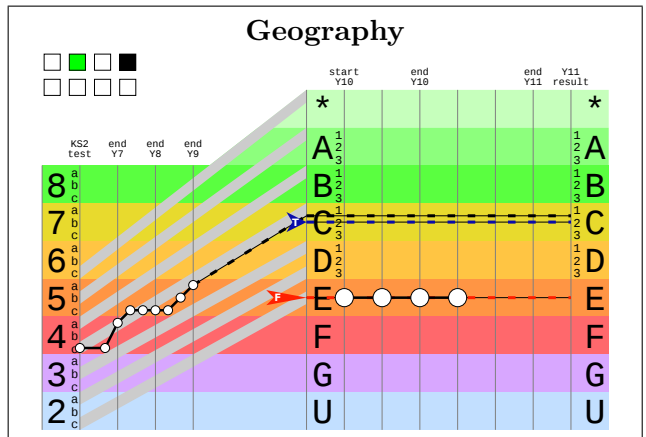 Geography
start Y10
end Y10
end Y11
Y11 result
KS2 test
end Y7
end Y8
end Y9
* *
A 1 2 3 1 2 3 A
8 a b c B 1 2 3 1 2 3 B
7 a b c T C 1 2 3 1 2 3 C
6 a b c D 1 2 3 1 2 3 D
5 a b c F E E
4 a b c F F
3 a b c G G
2 a b c U U